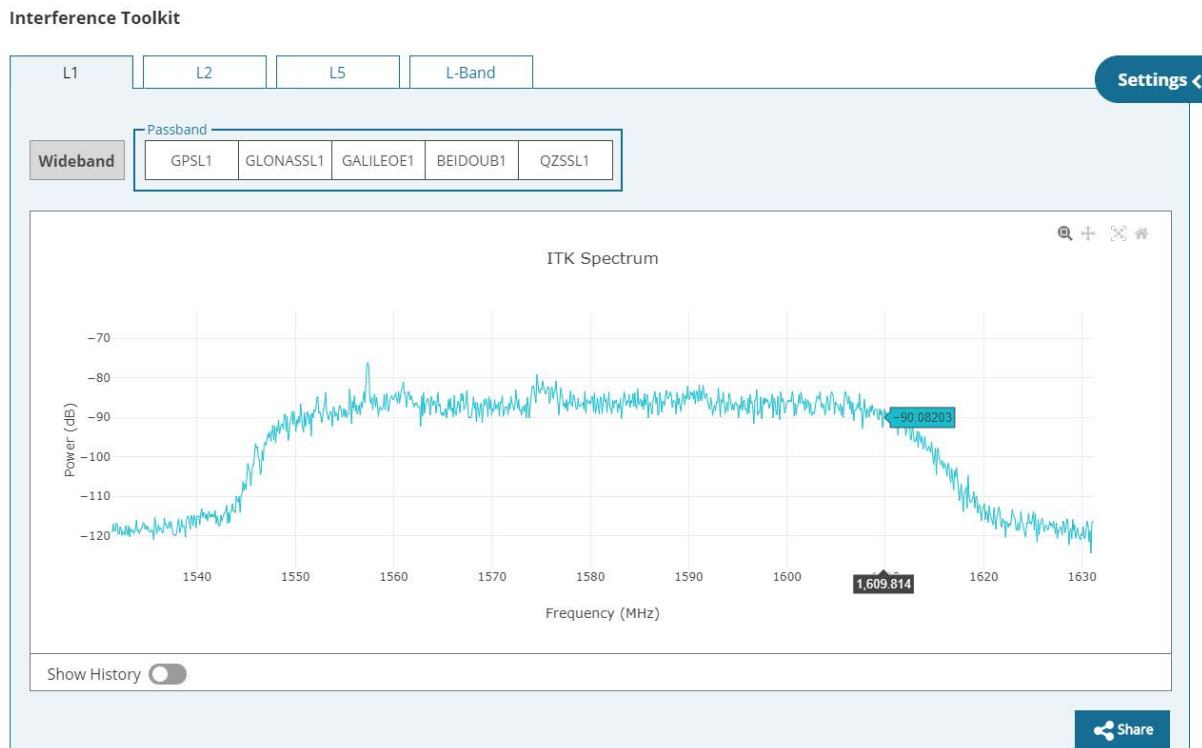 Interference Toolkit
L1 L2 L5 L-Band
Settings
Passband
Wideband GPSL1 GLONASSL1 GALILEOE1 BEIDOUB1 QZSSL1
ITK Spectrum
−70
−80
−90
−100
−110
−120
Power (dB)
−90.08203
1540 1550 1560 1570 1580 1590 1600 1620 1630
1,609.814
Frequency (MHz)
Show History
Share